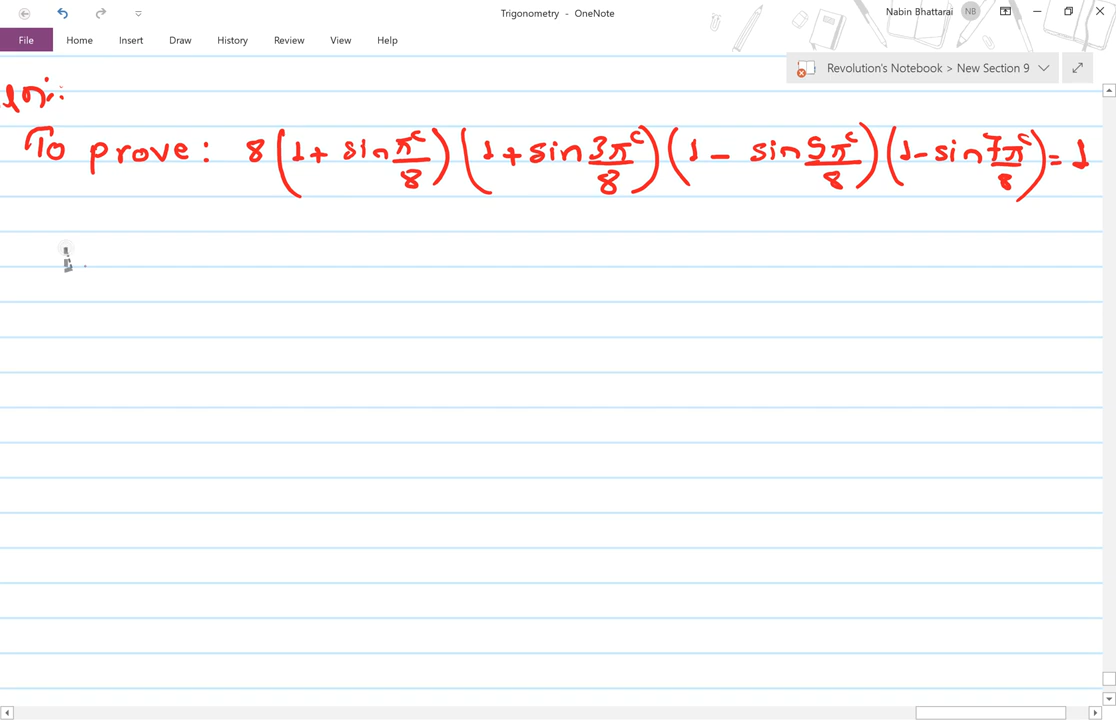 Trigonometry - OneNote
Nabin Bhattarai NB
File Home Insert Draw History Review View Help
Revolution's Notebook > New Section 9
To prove: 8(1 + sin π^c/8)(1 + sin 3π^c/8)(1 - sin 5π^c/8)(1 - sin 7π^c/8) = 1